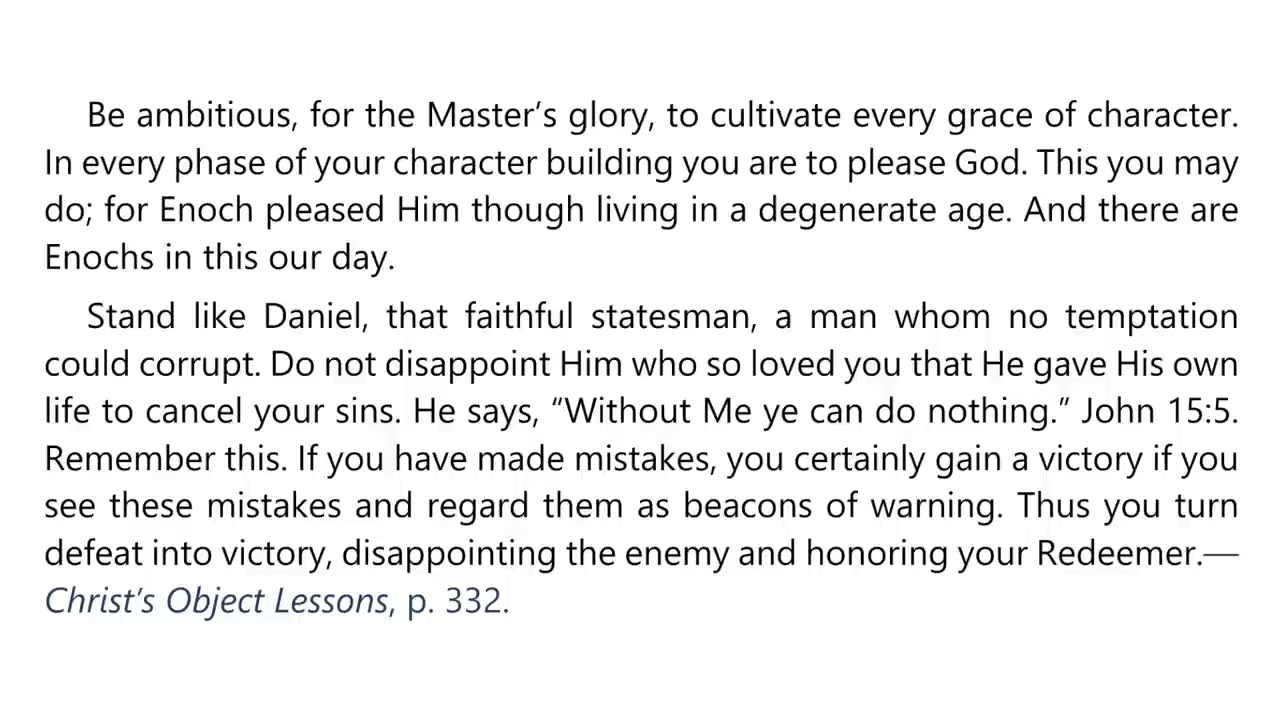 Be ambitious, for the Master’s glory, to cultivate every grace of character.
In every phase of your character building you are to please God. This you may
do; for Enoch pleased Him though living in a degenerate age. And there are
Enochs in this our day.
Stand like Daniel, that faithful statesman, a man whom no temptation
could corrupt. Do not disappoint Him who so loved you that He gave His own
life to cancel your sins. He says, “Without Me ye can do nothing.” John 15:5.
Remember this. If you have made mistakes, you certainly gain a victory if you
see these mistakes and regard them as beacons of warning. Thus you turn
defeat into victory, disappointing the enemy and honoring your Redeemer.—
Christ’s Object Lessons, p. 332.